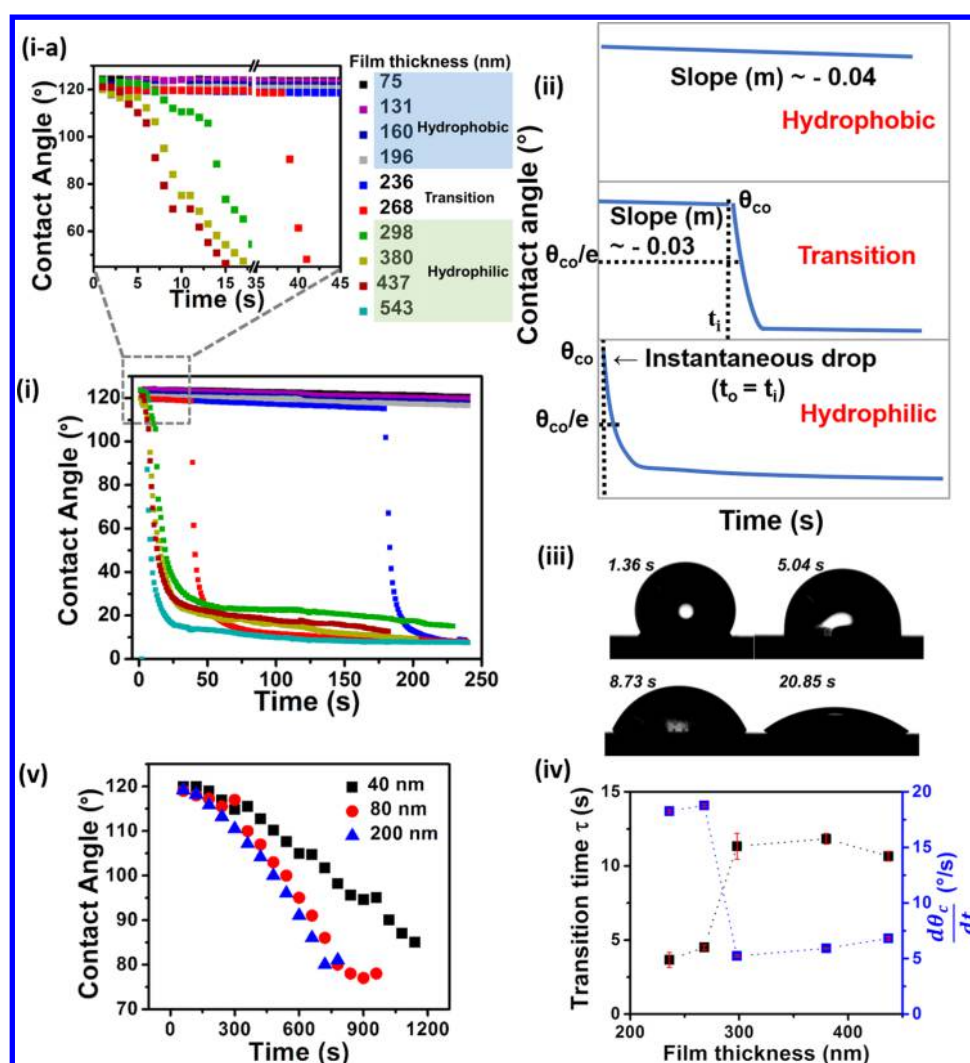 (i-a)
Contact Angle (°)
120
100
80
60
0
5
10
15
35
40
45
Time (s)
Film thickness (nm)
75
131
160
196
Hydrophobic
236
268
Transition
298
380
437
543
Hydrophilic
(ii)
Contact angle (°)
Slope (m) ~ - 0.04
Hydrophobic
Slope (m)
~ - 0.03
θco
θco/e
ti
Transition
θco
← Instantaneous drop
(to = ti)
θco/e
Hydrophilic
Time (s)
(i)
Contact Angle (°)
120
100
80
60
40
20
0
0
50
100
150
200
250
Time (s)
(iii)
1.36 s
5.04 s
8.73 s
20.85 s
(v)
Contact Angle (°)
120
110
100
90
80
70
40 nm
80 nm
200 nm
0
300
600
900
1200
Time (s)
(iv)
Transition time τ (s)
15
10
5
0
20
15
10
5
0
dθc/dt (°/s)
200
300
400
Film thickness (nm)